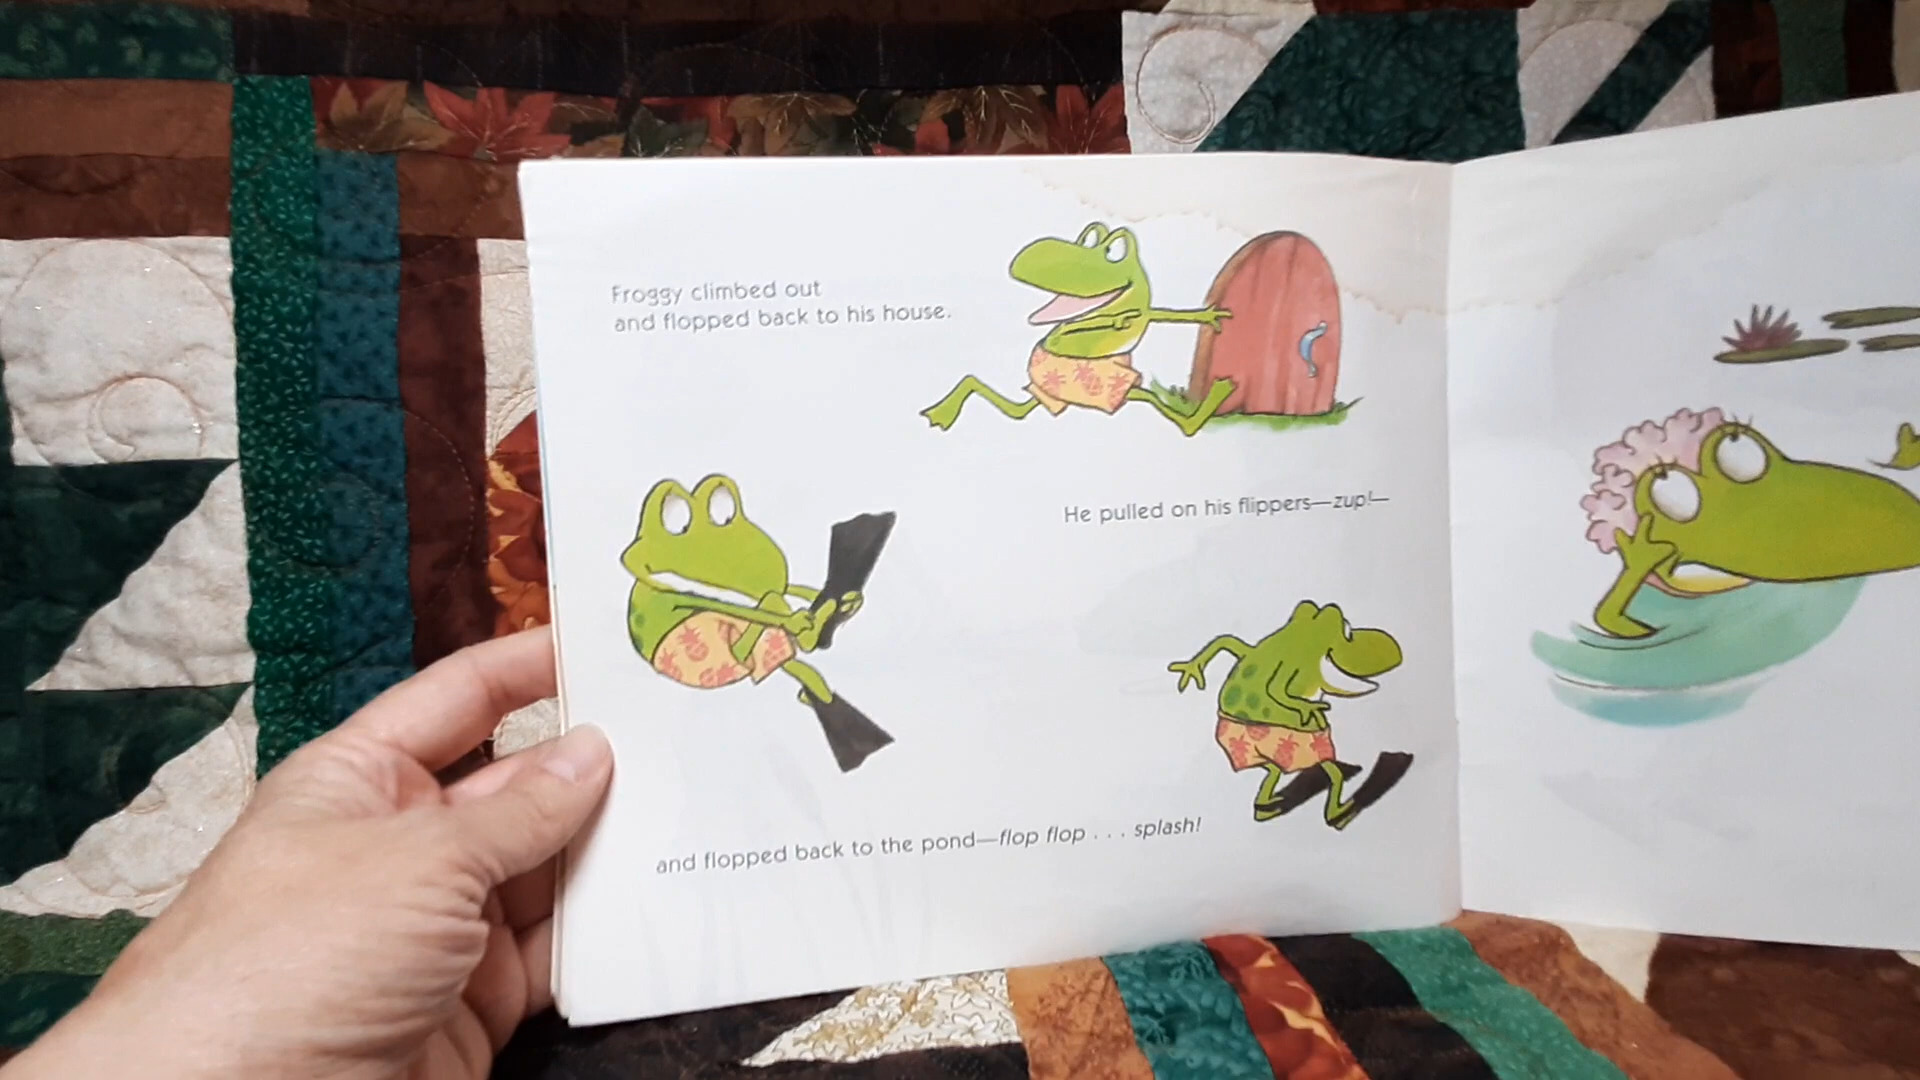 Froggy climbed out
and flopped back to his house.
He pulled on his flippers—zup!—
and flopped back to the pond—flop flop . . . splash!